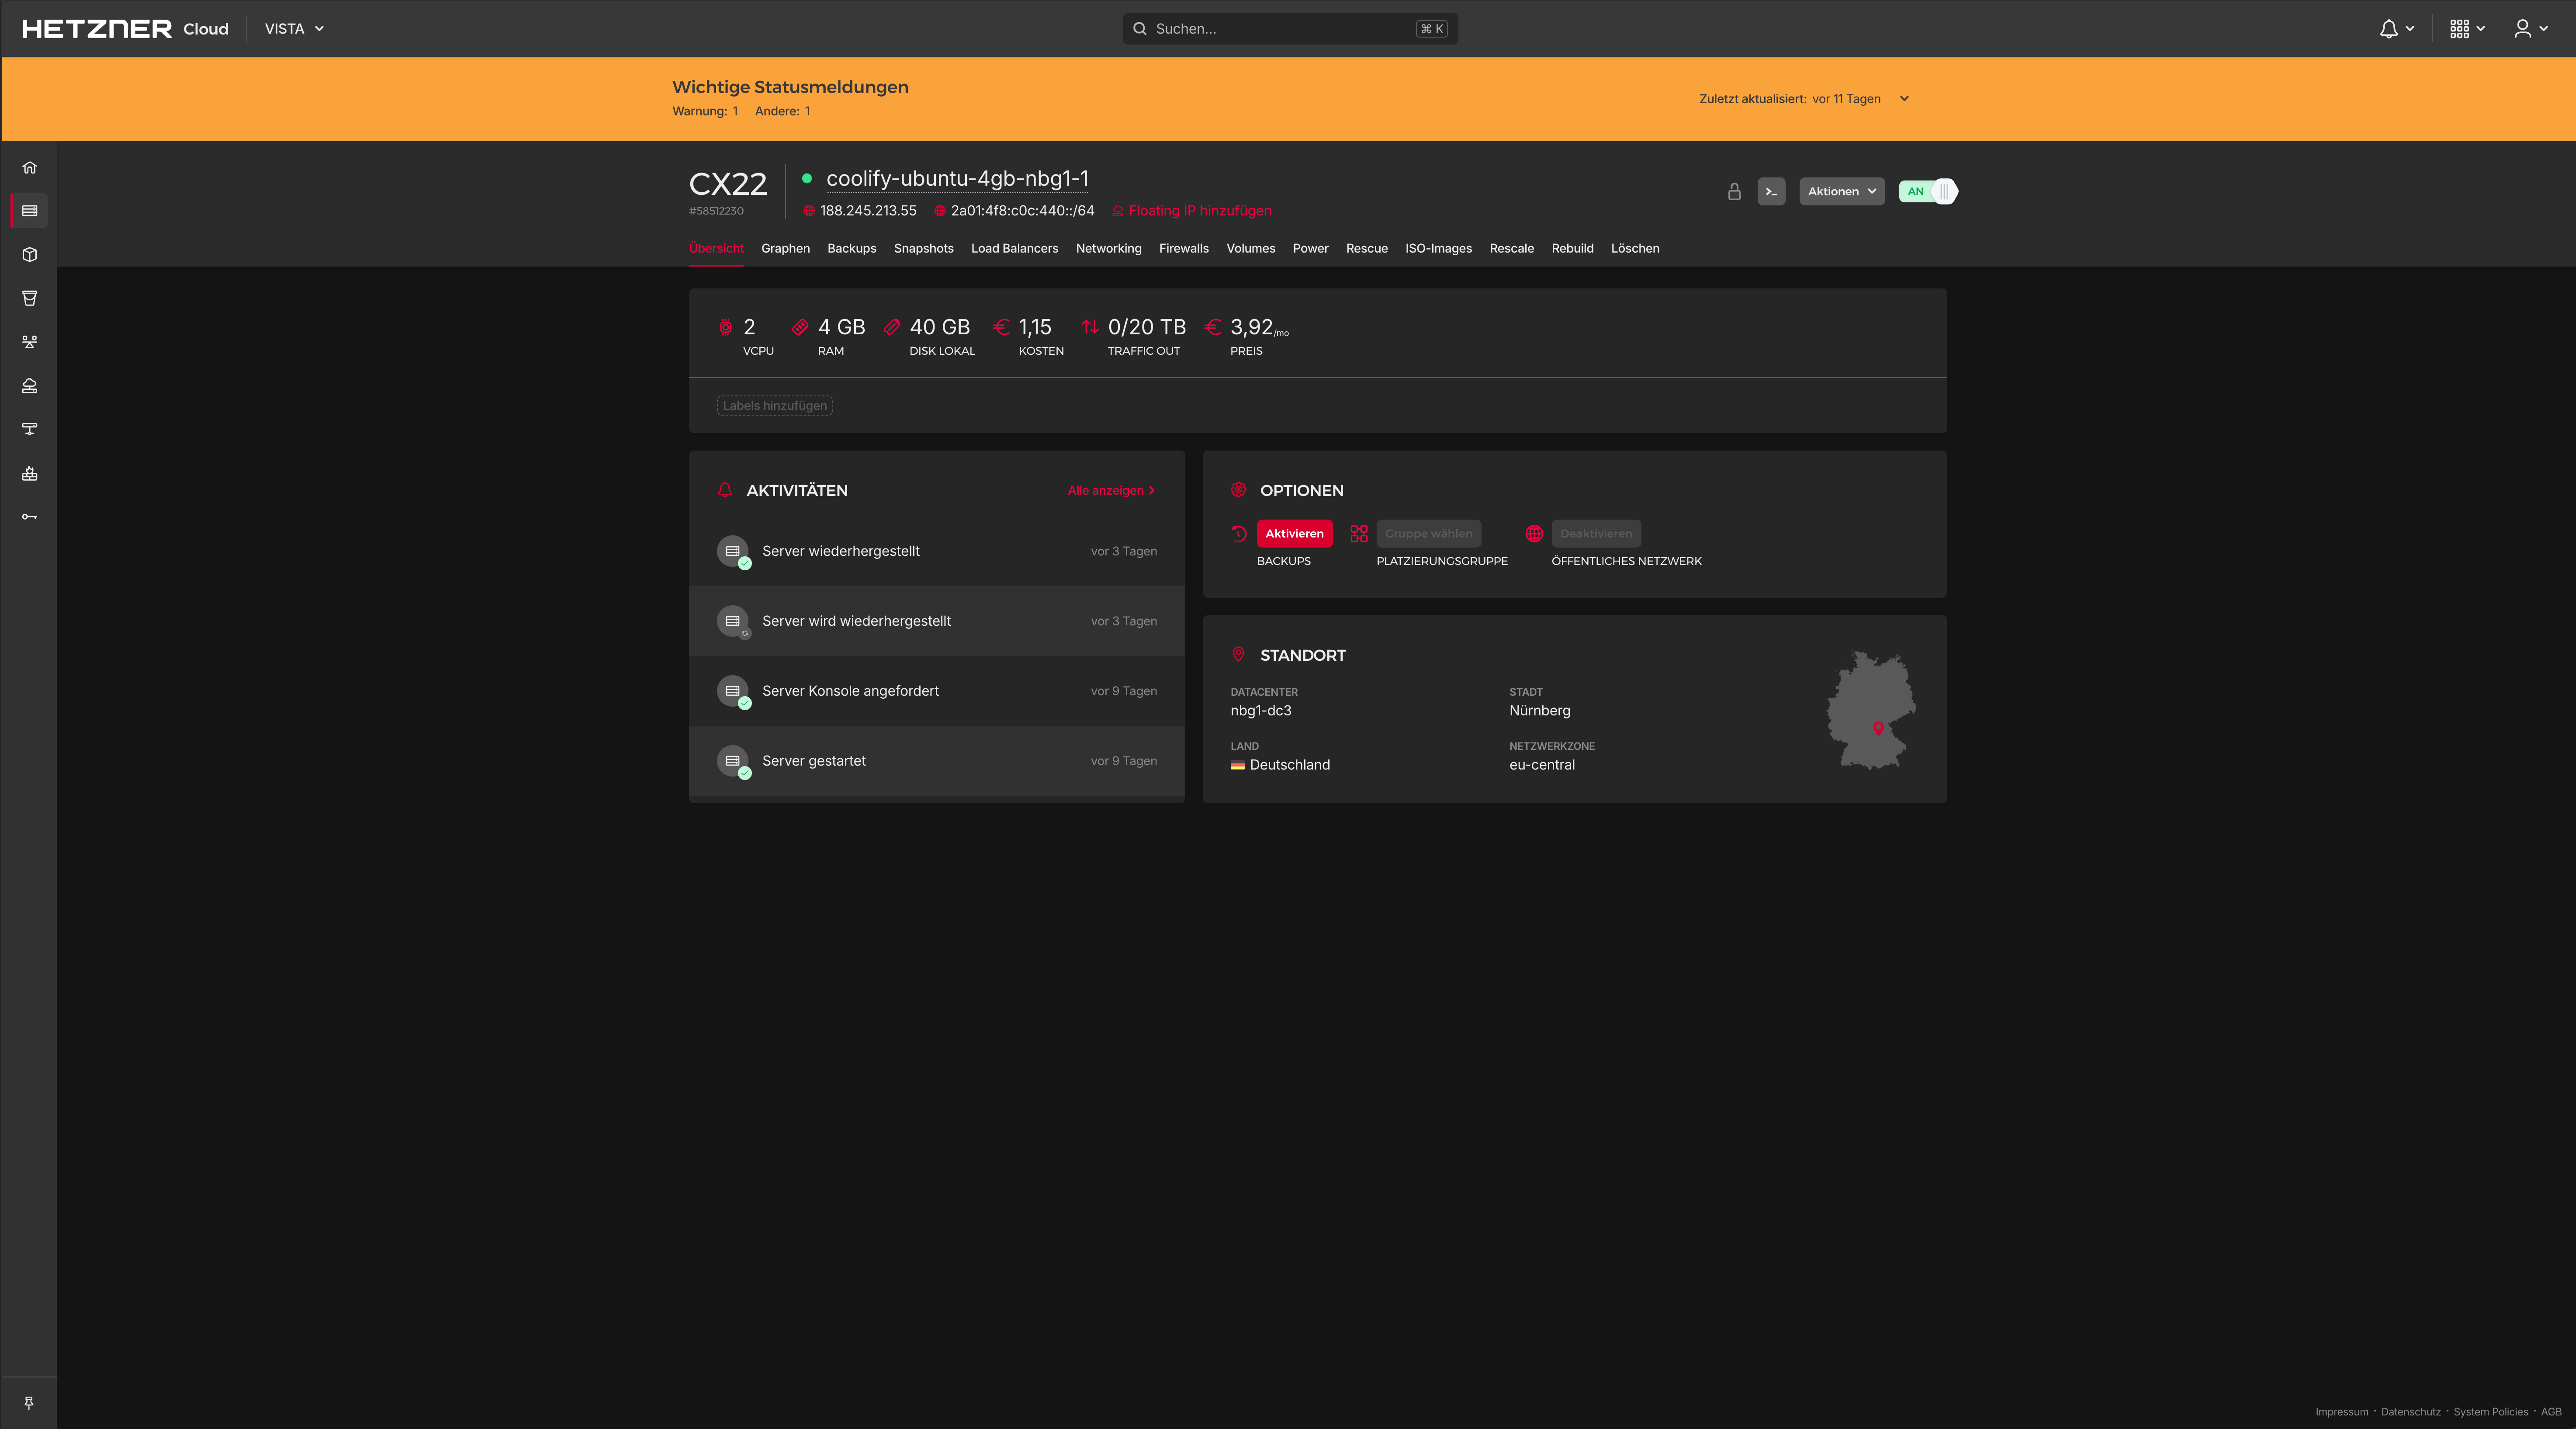 HETZNER Cloud VISTA Suchen... ⌘ K
Wichtige Statusmeldungen
Warnung: 1 Andere: 1
Zuletzt aktualisiert: vor 11 Tagen
CX22
#58512230
coolify-ubuntu-4gb-nbg1-1
188.245.213.55 2a01:4f8:c0c:440::/64 Floating IP hinzufügen
Aktionen AN
Übersicht Graphen Backups Snapshots Load Balancers Networking Firewalls Volumes Power Rescue ISO-Images Rescale Rebuild Löschen
2 4 GB 40 GB 1,15 0/20 TB 3,92/mo
VCPU RAM DISK LOKAL KOSTEN TRAFFIC OUT PREIS
Labels hinzufügen
AKTIVITÄTEN Alle anzeigen
Server wiederhergestellt vor 3 Tagen
Server wird wiederhergestellt vor 3 Tagen
Server Konsole angefordert vor 9 Tagen
Server gestartet vor 9 Tagen
OPTIONEN
Aktivieren Gruppe wählen Deaktivieren
BACKUPS PLATZIERUNGSGRUPPE ÖFFENTLICHES NETZWERK
STANDORT
DATACENTER STADT
nbg1-dc3 Nürnberg
LAND NETZWERKZONE
Deutschland eu-central
Impressum · Datenschutz · System Policies · AGB